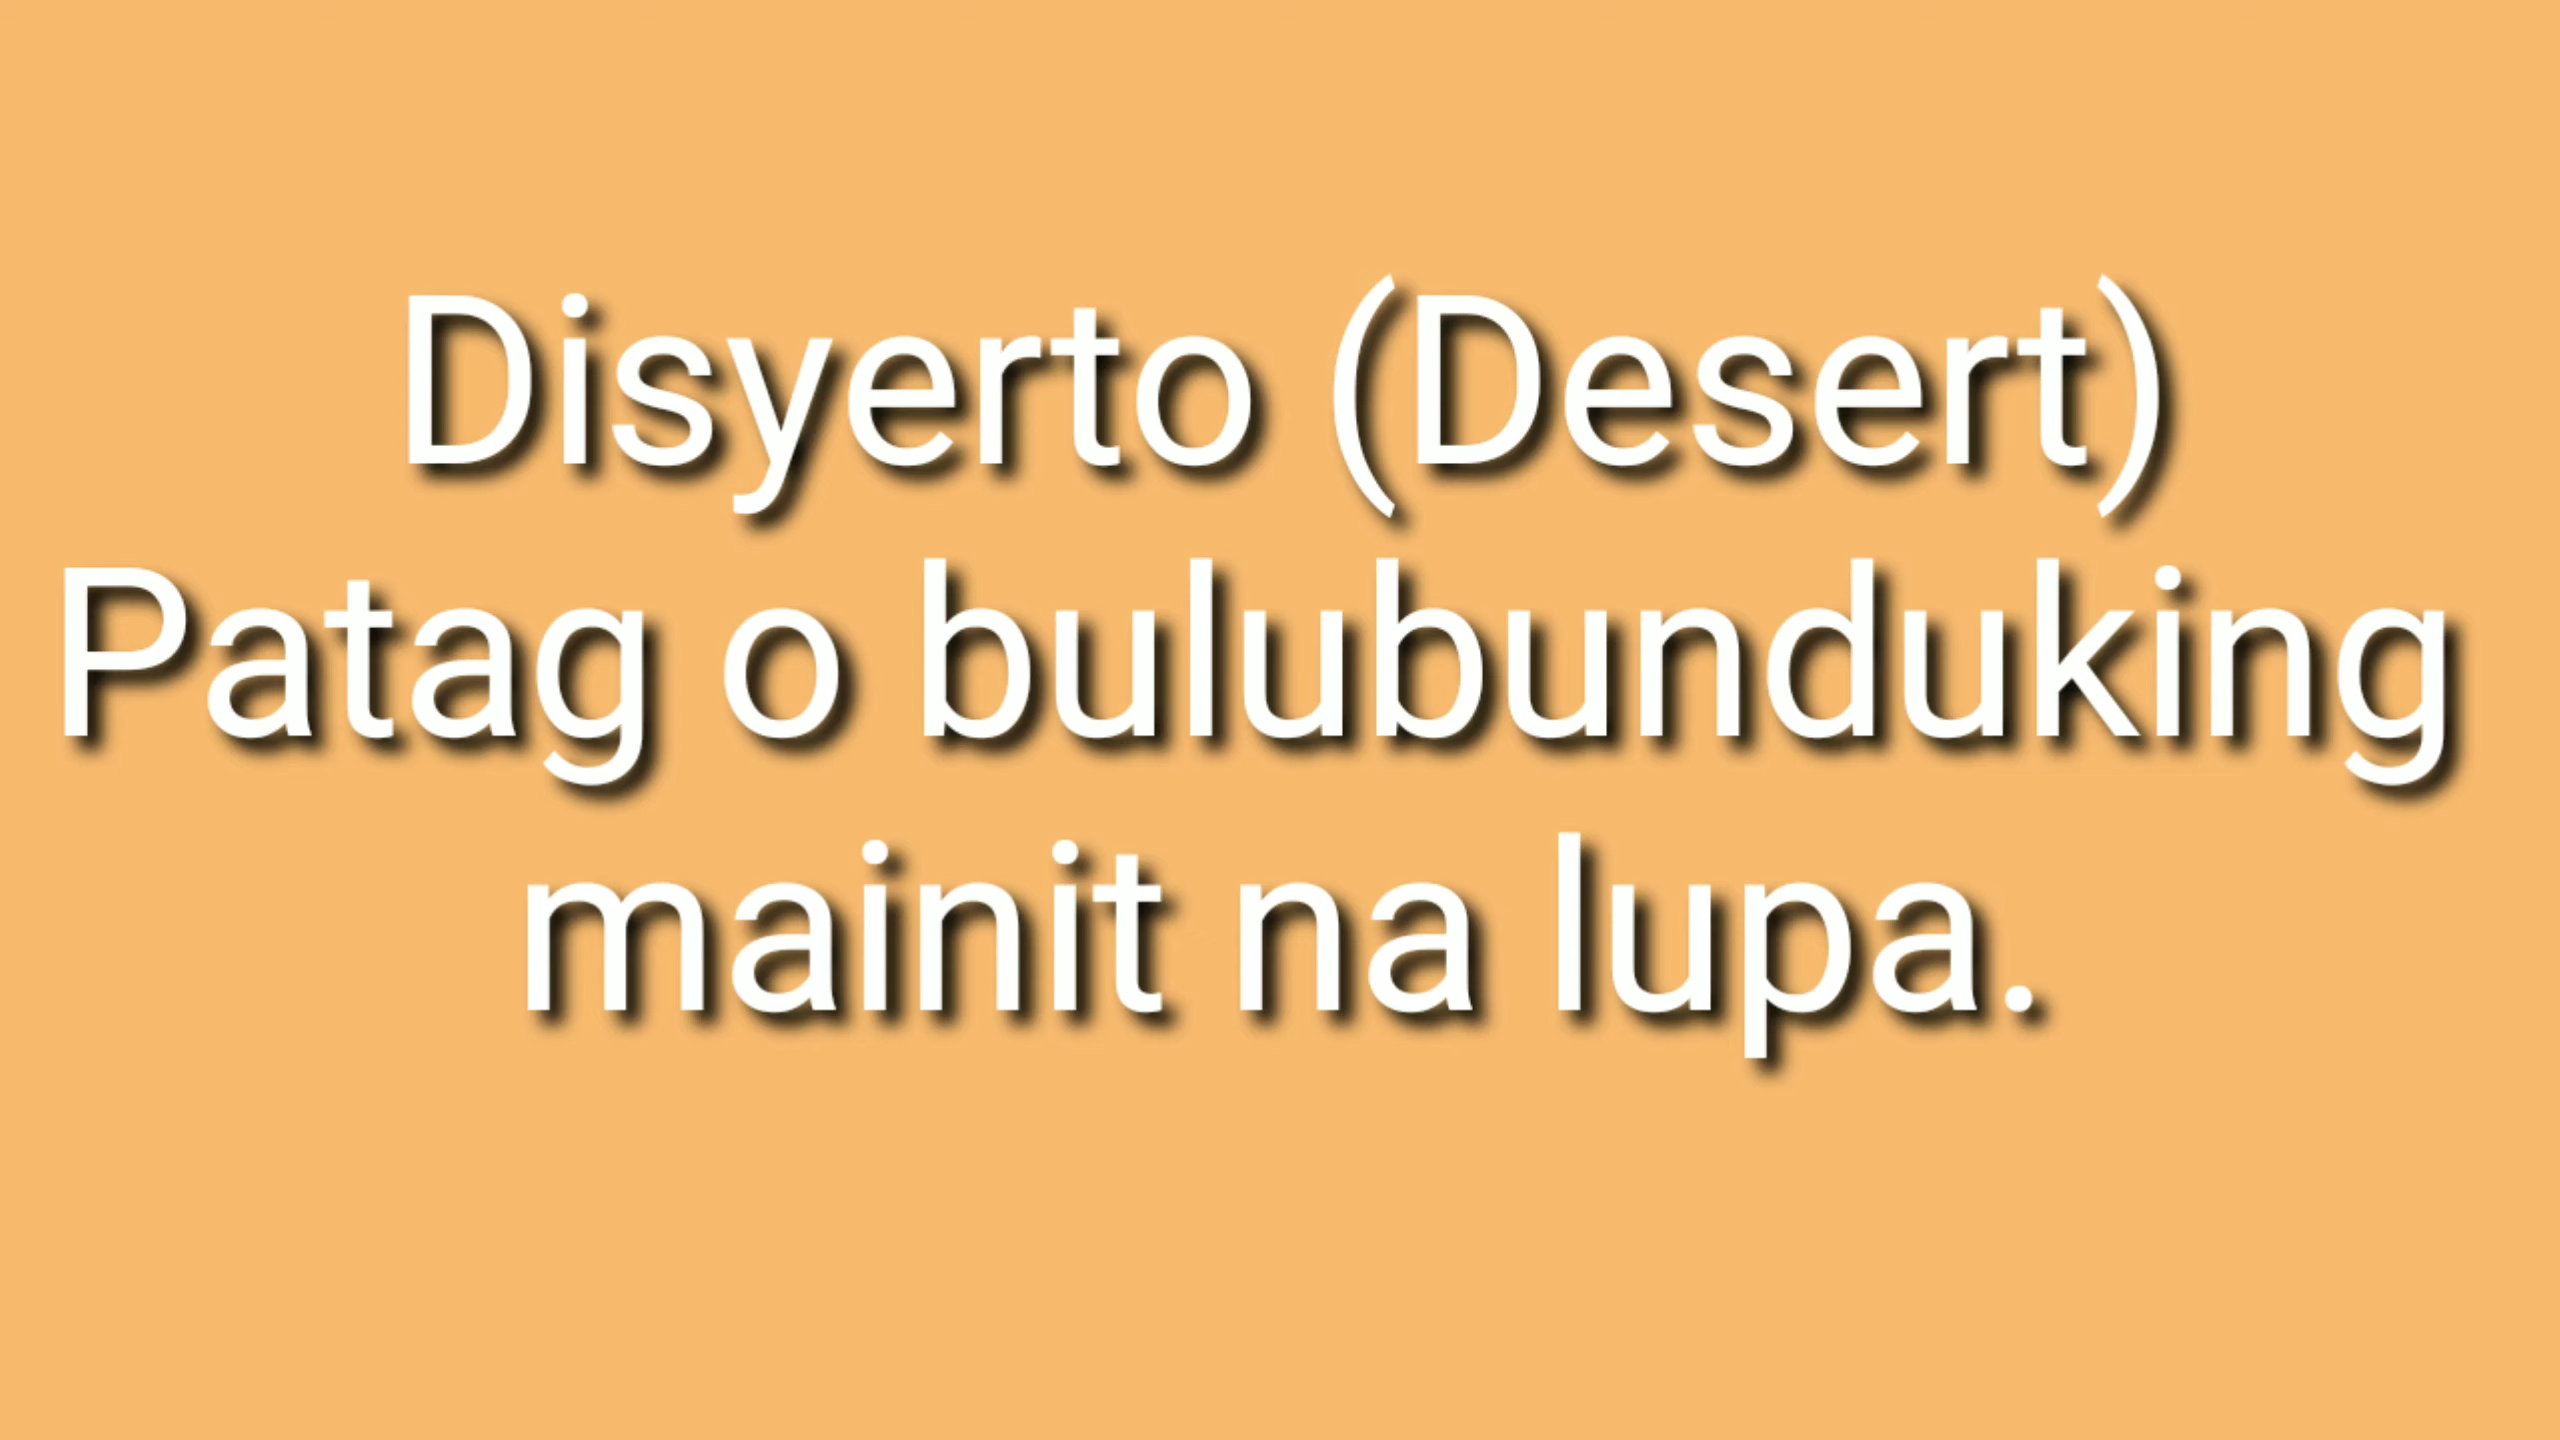 Disyerto (Desert)
Patag o bulubunduking
mainit na lupa.